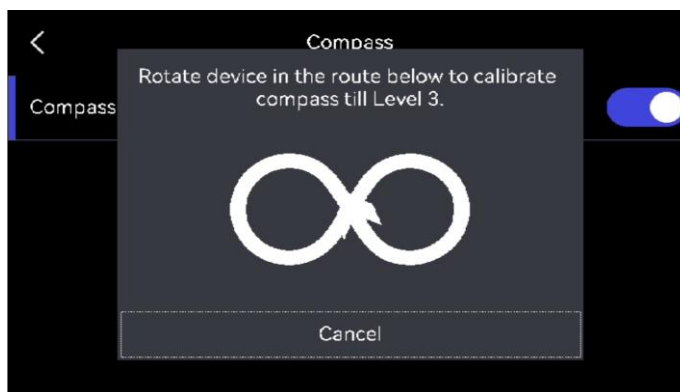 Compass
Rotate device in the route below to calibrate
compass till Level 3.
Compass
Cancel